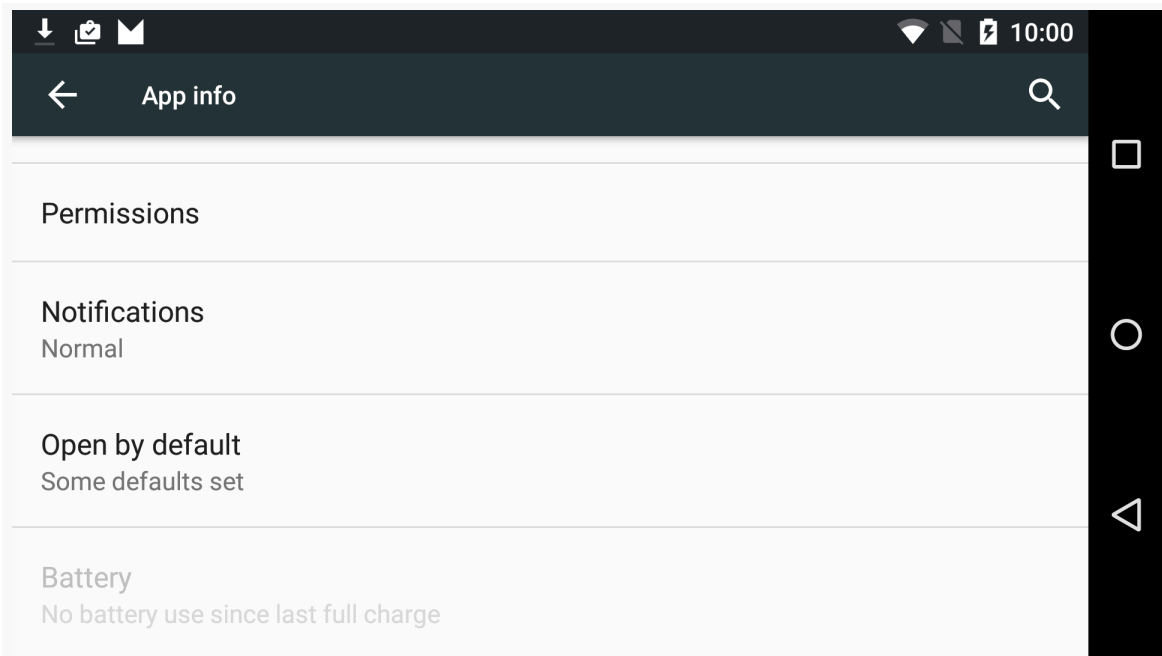 10:00
App info
Permissions
Notifications
Normal
Open by default
Some defaults set
Battery
No battery use since last full charge